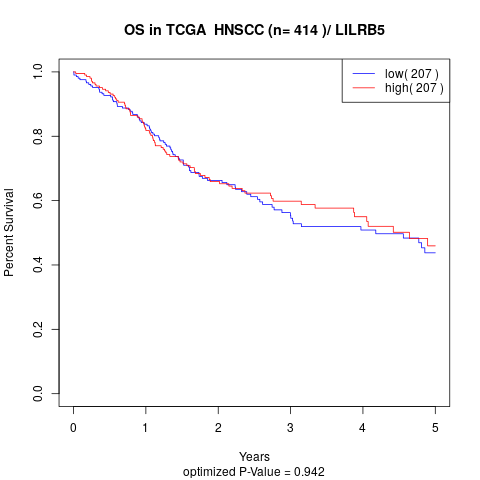 OS in TCGA  HNSCC (n= 414 )/ LILRB5
low( 207 )
high( 207 )
Percent Survival
1.0
0.8
0.6
0.4
0.2
0.0
0 1 2 3 4 5
Years
optimized P-Value = 0.942